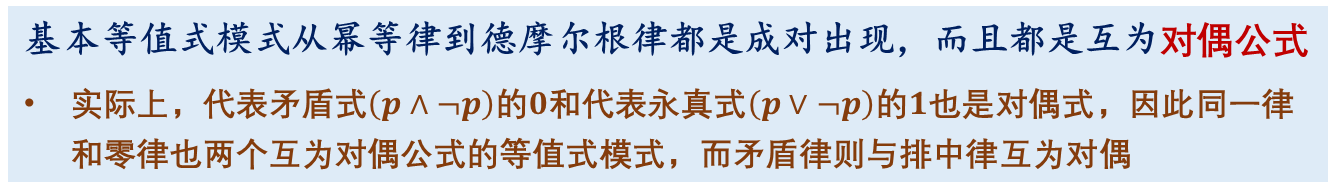 基本等值式模式从幂等律到德摩尔根律都是成对出现，而且都是互为对偶公式
• 实际上，代表矛盾式(p ∧ ¬p)的0和代表永真式(p ∨ ¬p)的1也是对偶式，因此同一律
和零律也两个互为对偶公式的等值式模式，而矛盾律则与排中律互为对偶